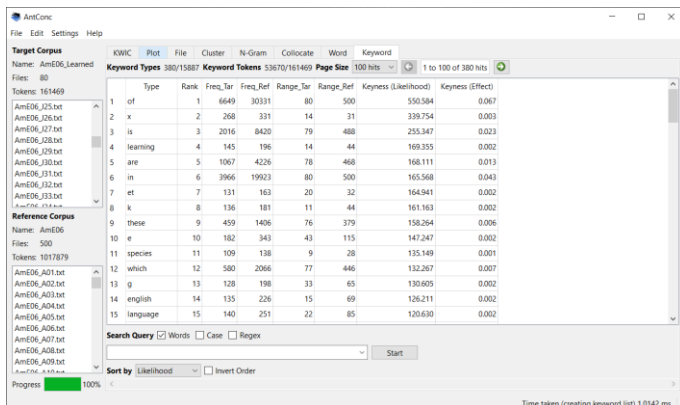 AntConc
File Edit Settings Help
Target Corpus
Name: AmE06_Learned
Files: 80
Tokens: 161469
AmE06_J25.txt
AmE06_J26.txt
AmE06_J27.txt
AmE06_J28.txt
AmE06_J29.txt
AmE06_J30.txt
AmE06_J31.txt
AmE06_J32.txt
AmE06_J33.txt
AmE06_J34.txt
Reference Corpus
Name: AmE06
Files: 500
Tokens: 1017879
AmE06_A01.txt
AmE06_A02.txt
AmE06_A03.txt
AmE06_A04.txt
AmE06_A05.txt
AmE06_A06.txt
AmE06_A07.txt
AmE06_A08.txt
AmE06_A09.txt
AmE06_A10.txt
Progress 100%
KWIC Plot File Cluster N-Gram Collocate Word Keyword
Keyword Types 380/15887 Keyword Tokens 53670/161469 Page Size 100 hits 1 to 100 of 380 hits
Type Rank Freq_Tar Freq_Ref Range_Tar Range_Ref Keyness (Likelihood) Keyness (Effect)
1 of 1 6649 30331 80 500 550.584 0.067
2 x 2 268 331 14 31 339.754 0.003
3 is 3 2016 8420 79 488 255.347 0.023
4 learning 4 145 196 14 44 169.355 0.002
5 are 5 1067 4226 78 468 168.111 0.013
6 in 6 3966 19923 80 500 165.568 0.043
7 et 7 131 163 20 32 164.941 0.002
8 k 8 136 181 11 44 161.163 0.002
9 these 9 459 1406 76 379 158.264 0.006
10 e 10 182 343 43 115 147.247 0.002
11 species 11 109 138 9 28 135.149 0.001
12 which 12 580 2066 77 446 132.267 0.007
13 g 13 128 198 33 65 130.605 0.002
14 english 14 135 226 15 69 126.211 0.002
15 language 15 140 251 22 85 120.630 0.002
Search Query Words Case Regex
Start
Sort by Likelihood Invert Order
Time taken (creating keyword list) 1.0142 ms